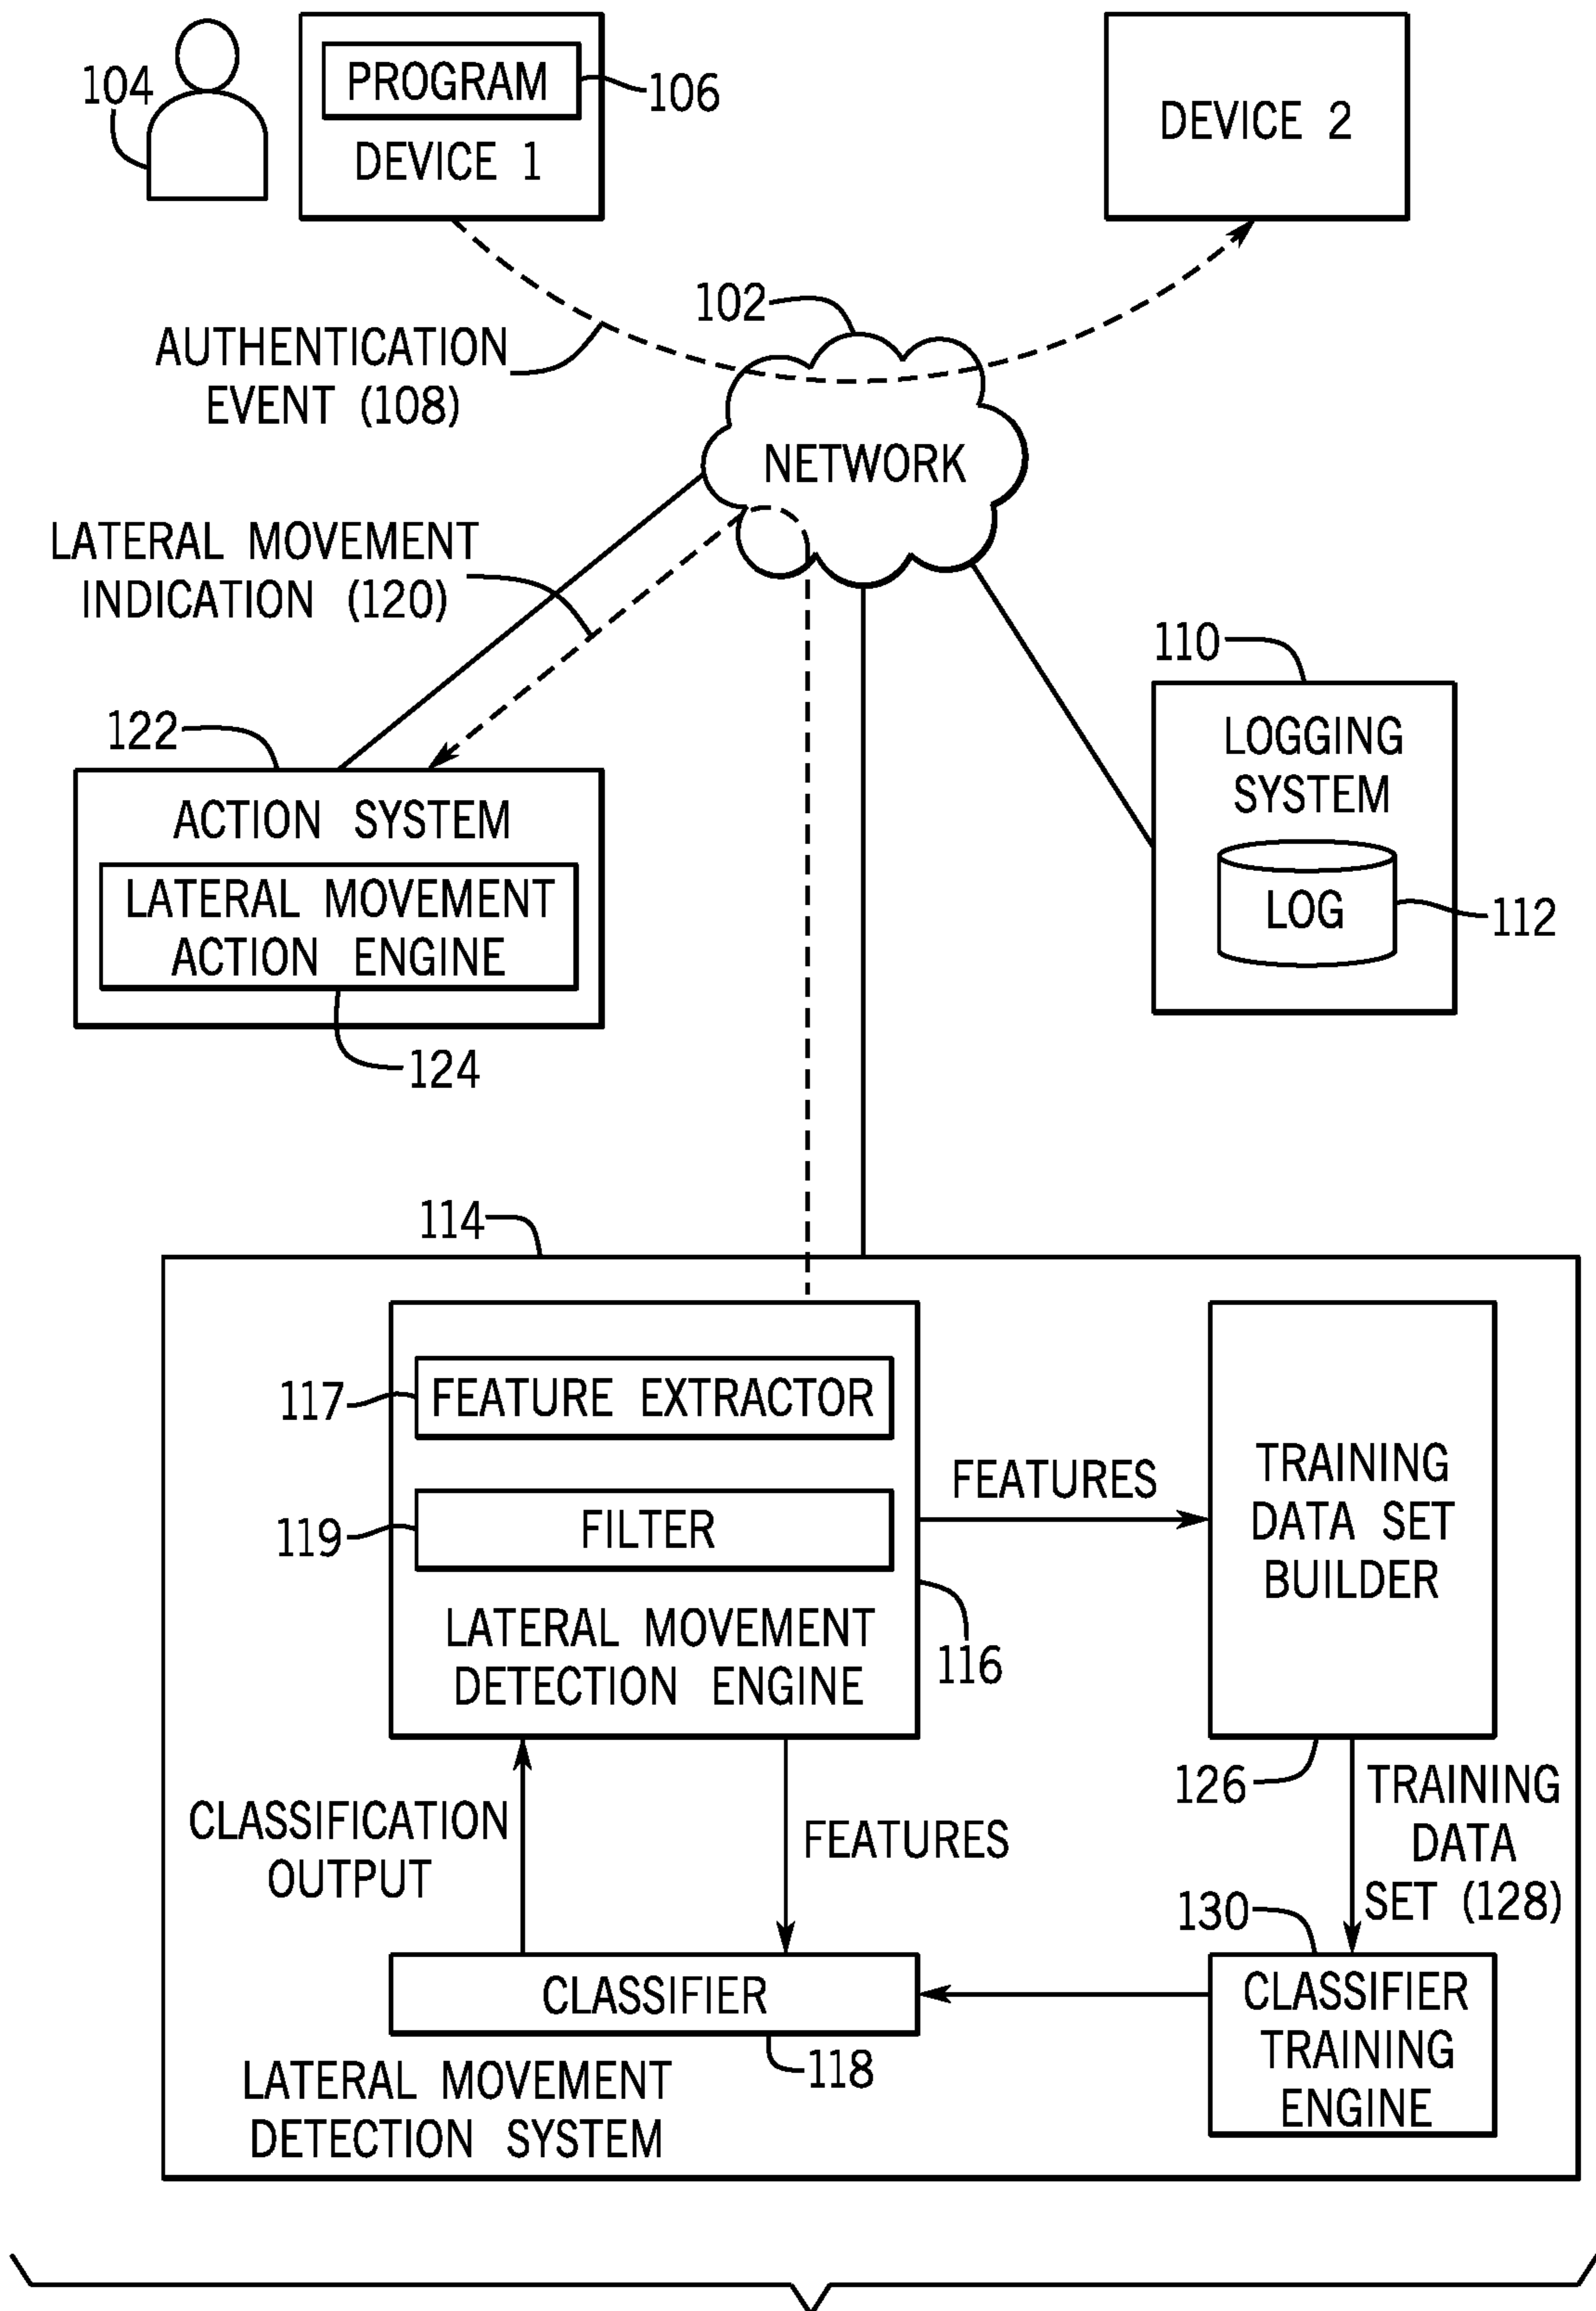 104
PROGRAM
106
DEVICE 1
DEVICE 2
102
AUTHENTICATION
EVENT (108)
NETWORK
LATERAL MOVEMENT
INDICATION (120)
110
122
LOGGING
SYSTEM
ACTION SYSTEM
LATERAL MOVEMENT
ACTION ENGINE
LOG
112
124
114
117
FEATURE EXTRACTOR
FEATURES
TRAINING
DATA SET
BUILDER
119
FILTER
LATERAL MOVEMENT
DETECTION ENGINE
116
126
TRAINING
DATA
SET (128)
CLASSIFICATION
OUTPUT
FEATURES
130
CLASSIFIER
CLASSIFIER
TRAINING
ENGINE
118
LATERAL MOVEMENT
DETECTION SYSTEM